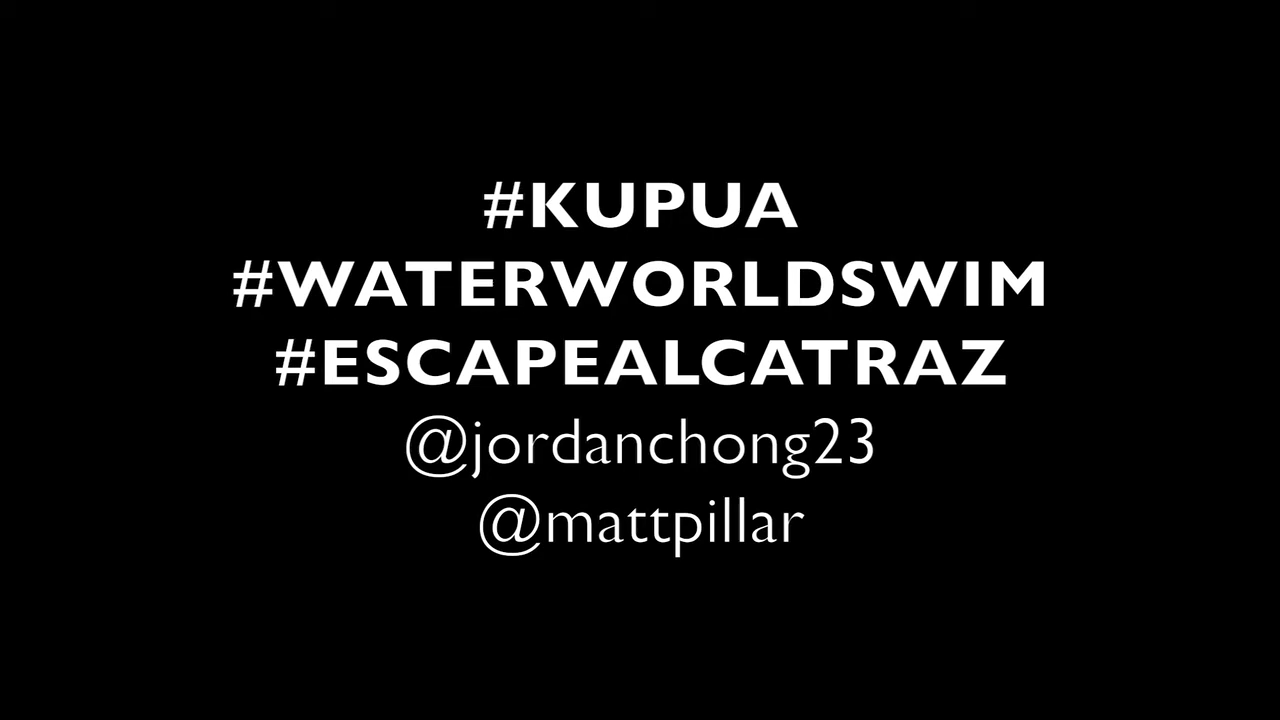 #KUPUA
#WATERWORLDSWIM
#ESCAPEALCATRAZ
@jordanchong23
@mattpillar